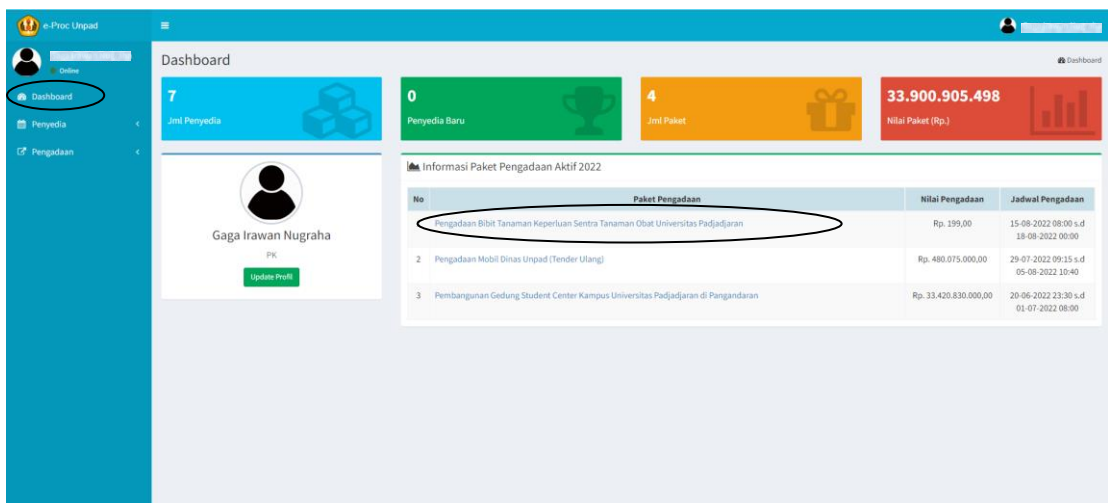 e-Proc Unpad
Online
Dashboard
Penyedia
Pengadaan
Dashboard
Dashboard
7
Jml Penyedia
0
Penyedia Baru
4
Jml Paket
33.900.905.498
Nilai Paket (Rp.)
Gaga Irawan Nugraha
PK
Update Profil
Informasi Paket Pengadaan Aktif 2022
No Paket Pengadaan Nilai Pengadaan Jadwal Pengadaan
Pengadaan Bibit Tanaman Keperluan Sentra Tanaman Obat Universitas Padjadjaran Rp. 199,00 15-08-2022 08:00 s.d
18-08-2022 00:00
2 Pengadaan Mobil Dinas Unpad (Tender Ulang) Rp. 480.075.000,00 29-07-2022 09:15 s.d
05-08-2022 10:40
3 Pembangunan Gedung Student Center Kampus Universitas Padjadjaran di Pangandaran Rp. 33.420.830.000,00 20-06-2022 23:30 s.d
01-07-2022 08:00